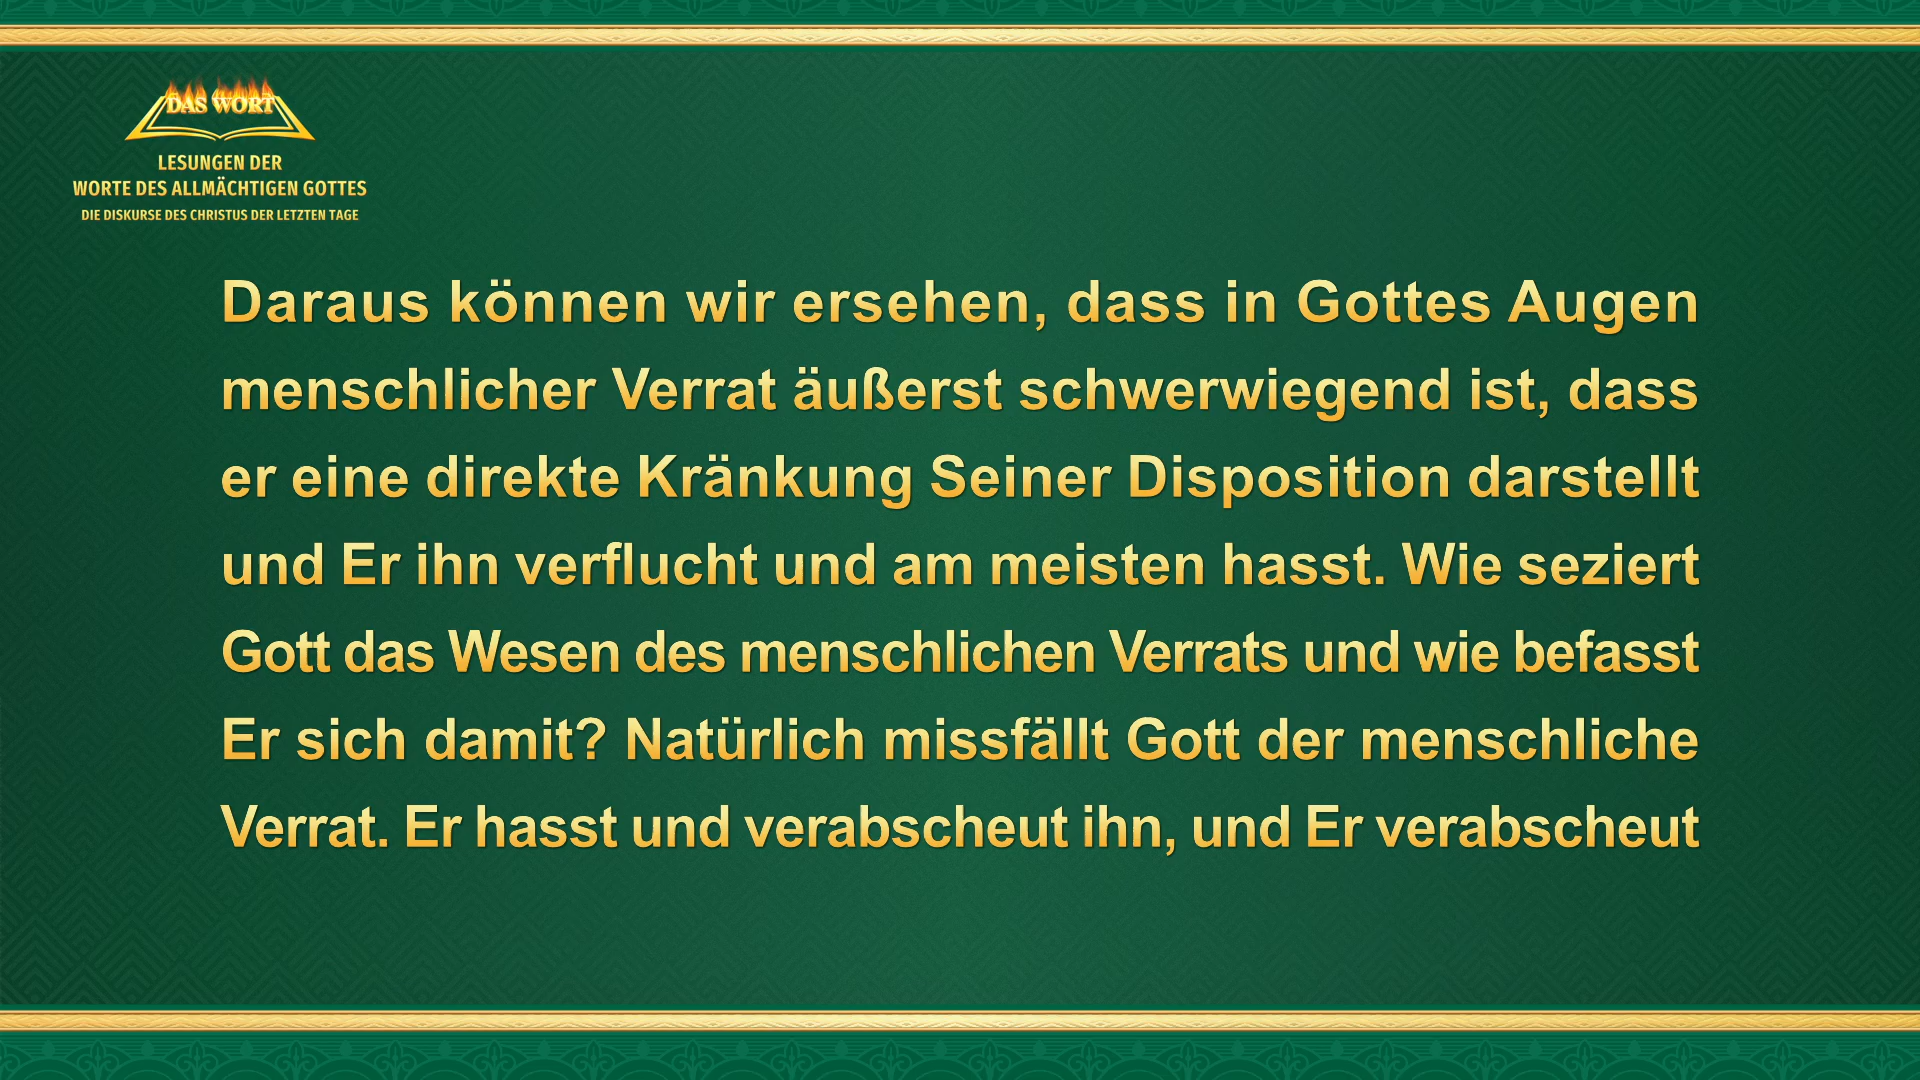 DAS WORT
LESUNGEN DER
WORTE DES ALLMÄCHTIGEN GOTTES
DIE DISKURSE DES CHRISTUS DER LETZTEN TAGE
Daraus können wir ersehen, dass in Gottes Augen
menschlicher Verrat äußerst schwerwiegend ist, dass
er eine direkte Kränkung Seiner Disposition darstellt
und Er ihn verflucht und am meisten hasst. Wie seziert
Gott das Wesen des menschlichen Verrats und wie befasst
Er sich damit? Natürlich missfällt Gott der menschliche
Verrat. Er hasst und verabscheut ihn, und Er verabscheut